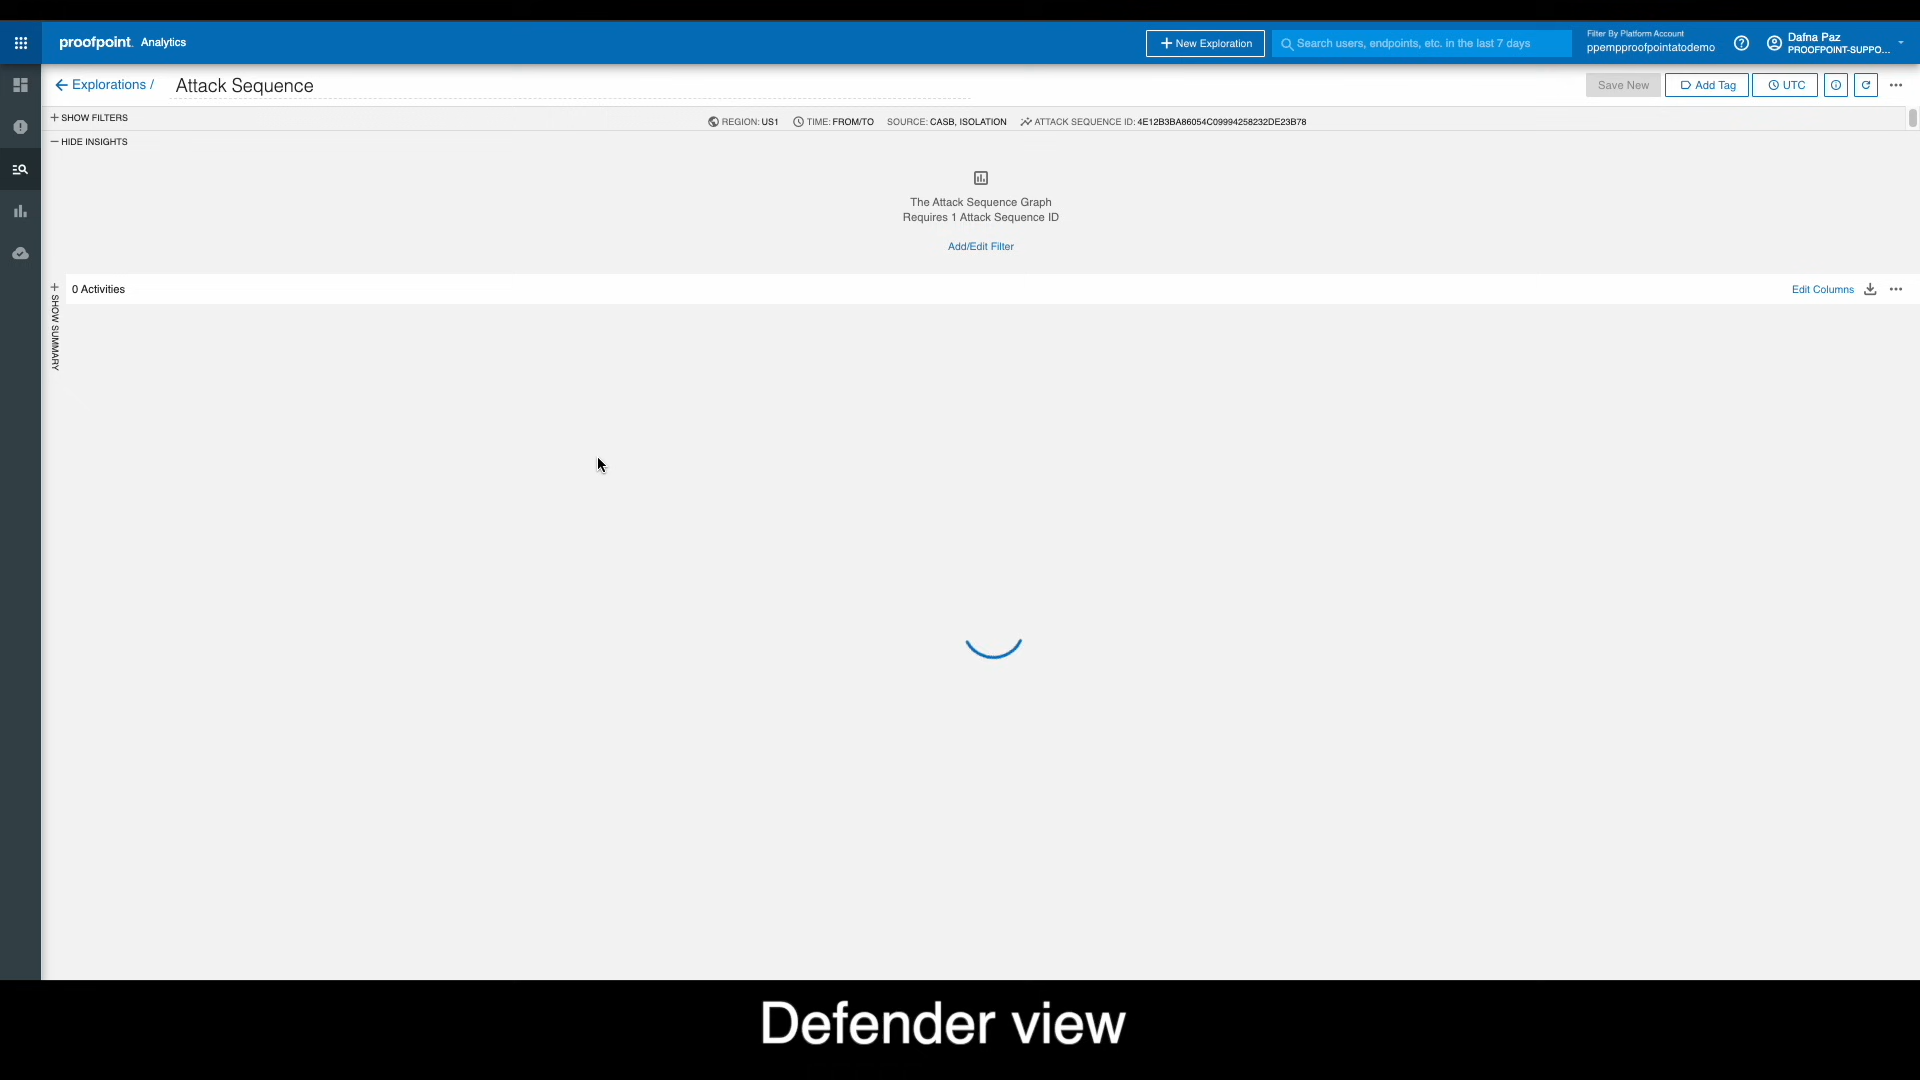 proofpoint. Analytics
New Exploration
Search users, endpoints, etc. in the last 7 days
Filter By Platform Account
ppempproofpointatodemo
Dafna Paz
PROOFPOINT-SUPPO...
Explorations /
Attack Sequence
Save New
Add Tag
UTC
SHOW FILTERS
REGION: US1
TIME: FROM/TO
SOURCE: CASB, ISOLATION
ATTACK SEQUENCE ID: 4E12B3BA86054C09994258232DE23B78
HIDE INSIGHTS
The Attack Sequence Graph
Requires 1 Attack Sequence ID
Add/Edit Filter
SHOW SUMMARY
0 Activities
Edit Columns
Defender view